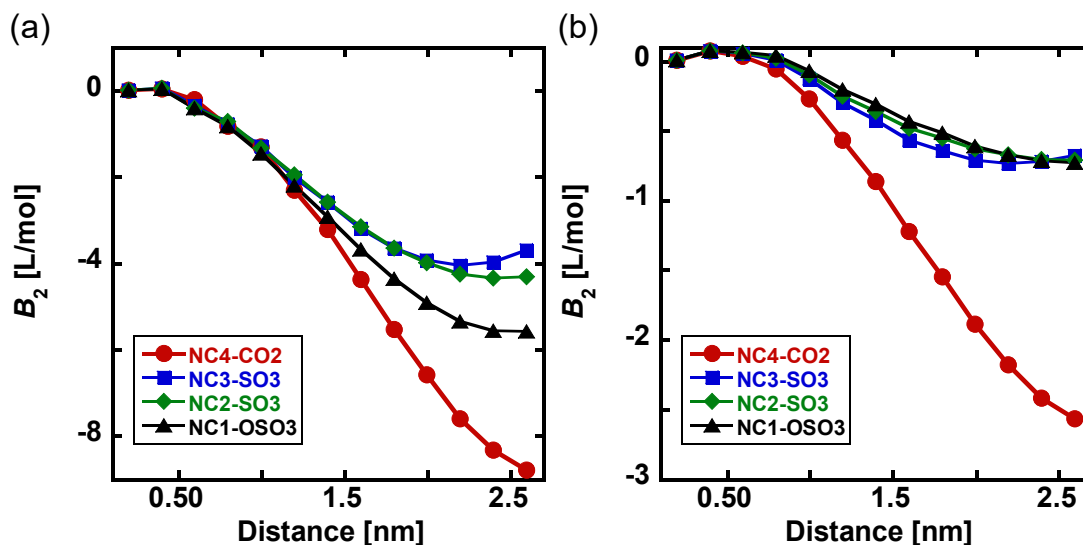 (a)
0
-4
-8
B2 [L/mol]
NC4-CO2
NC3-SO3
NC2-SO3
NC1-OSO3
0.50
1.5
2.5
Distance [nm]
(b)
0
-1
-2
-3
B2 [L/mol]
NC4-CO2
NC3-SO3
NC2-SO3
NC1-OSO3
0.50
1.5
2.5
Distance [nm]